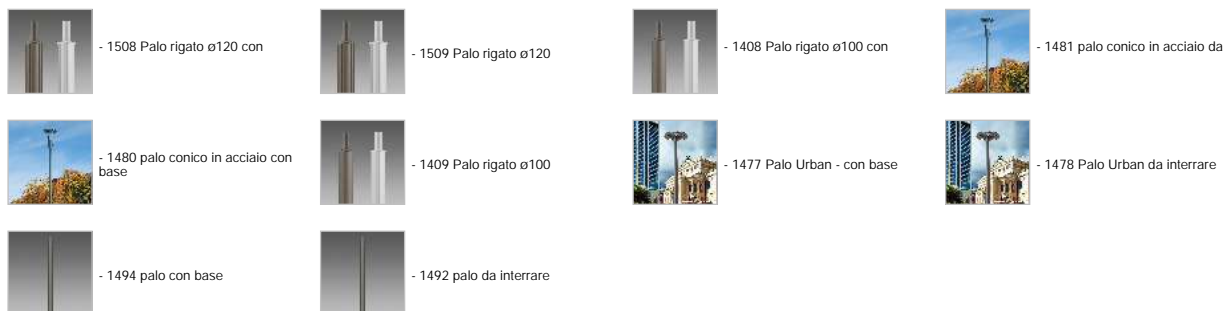 - 1508 Palo rigato ø120 con
- 1509 Palo rigato ø120
- 1408 Palo rigato ø100 con
- 1481 palo conico in acciaio da
- 1480 palo conico in acciaio con
base
- 1409 Palo rigato ø100
- 1477 Palo Urban - con base
- 1478 Palo Urban da interrare
- 1494 palo con base
- 1492 palo da interrare